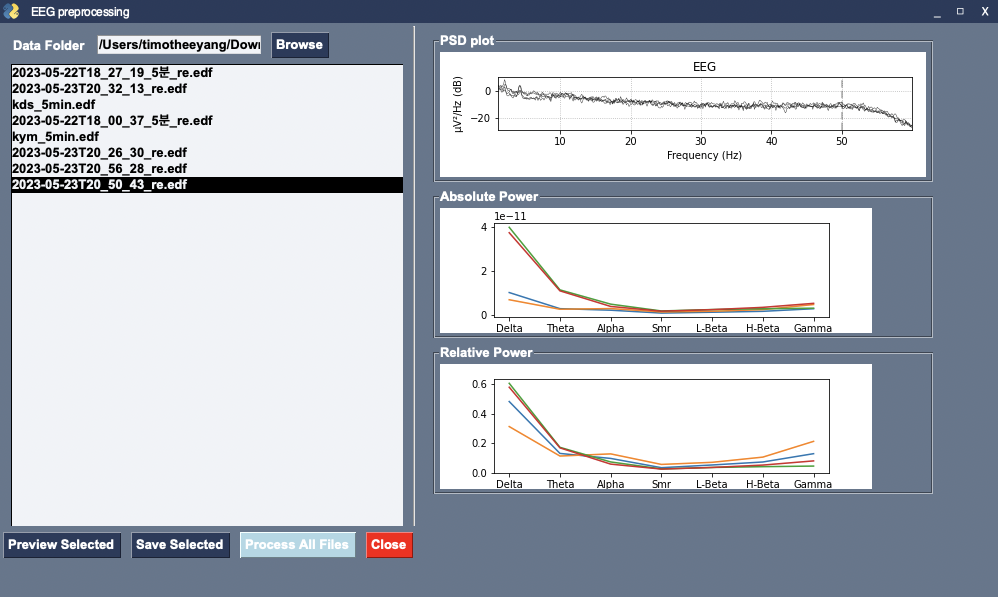 EEG preprocessing
Data Folder /Users/timotheeyang/Dow Browse
2023-05-22T18_27_19_5분_re.edf
2023-05-23T20_32_13_re.edf
kds_5min.edf
2023-05-22T18_00_37_5분_re.edf
kym_5min.edf
2023-05-23T20_26_30_re.edf
2023-05-23T20_56_28_re.edf
2023-05-23T20_50_43_re.edf
Preview Selected Save Selected Process All Files Close
PSD plot
EEG
µV²/Hz (dB)
0
−20
10 20 30 40 50
Frequency (Hz)
Absolute Power
1e−11
4
2
0
Delta Theta Alpha Smr L-Beta H-Beta Gamma
Relative Power
0.6
0.4
0.2
0.0
Delta Theta Alpha Smr L-Beta H-Beta Gamma